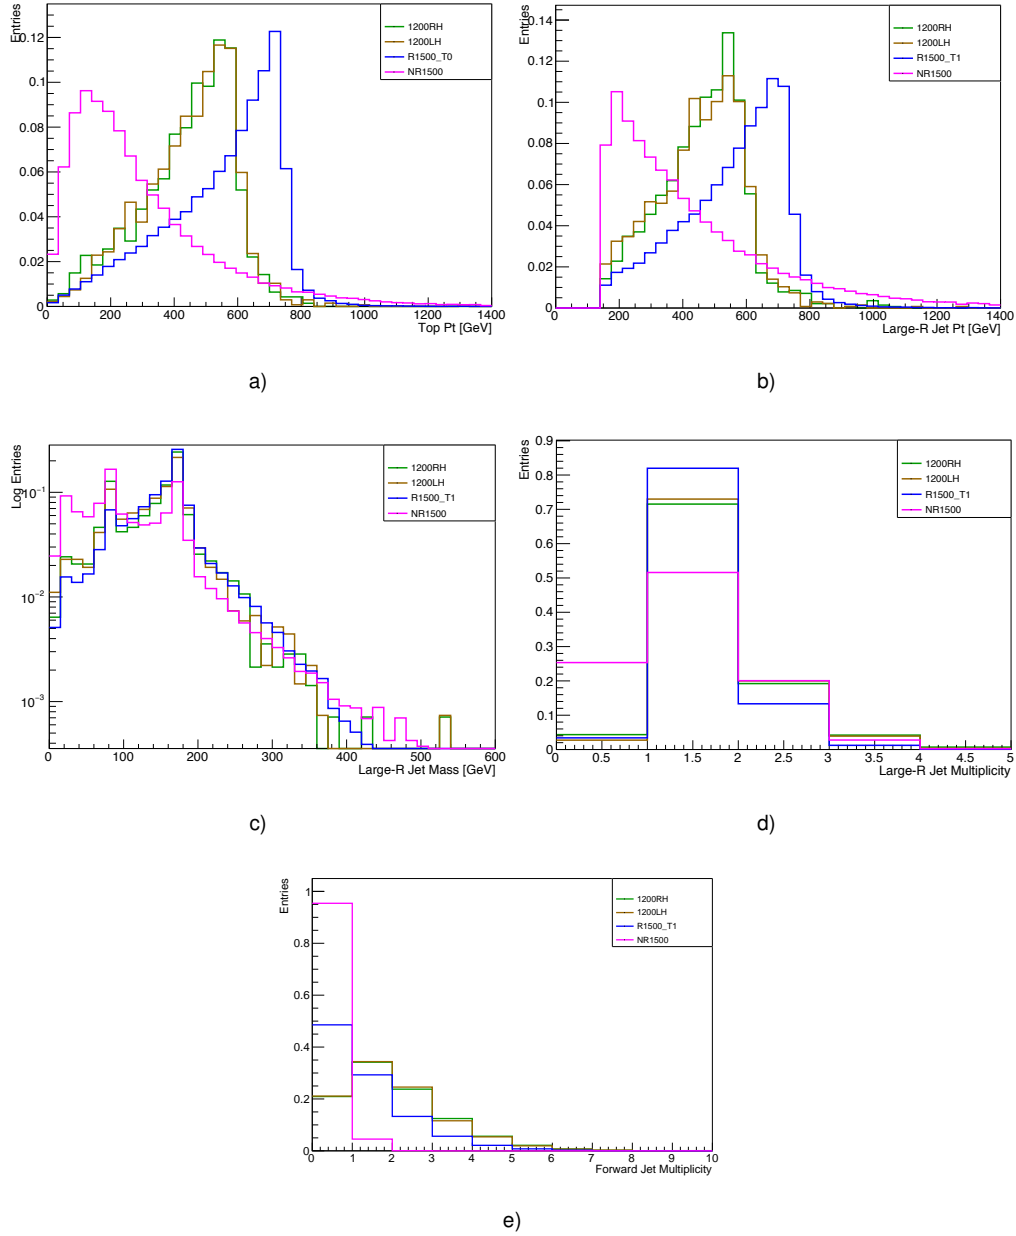 Entries
0.12
0.1
0.08
0.06
0.04
0.02
0
0 200 400 600 800 1000 1200 1400
Top Pt [GeV]
1200RH
1200LH
R1500_T0
NR1500
a)
Entries
0.14
0.12
0.1
0.08
0.06
0.04
0.02
0
0 200 400 600 800 1000 1200 1400
Large-R Jet Pt [GeV]
1200RH
1200LH
R1500_T1
NR1500
b)
Log Entries
10−1
10−2
10−3
0 100 200 300 400 500 600
Large-R Jet Mass [GeV]
1200RH
1200LH
R1500_T1
NR1500
c)
Entries
0.9
0.8
0.7
0.6
0.5
0.4
0.3
0.2
0.1
0
0 0.5 1 1.5 2 2.5 3 3.5 4 4.5 5
Large-R Jet Multiplicity
1200RH
1200LH
R1500_T1
NR1500
d)
Entries
1
0.8
0.6
0.4
0.2
0
0 1 2 3 4 5 6 7 8 9 10
Forward Jet Multiplicity
1200RH
1200LH
R1500_T1
NR1500
e)